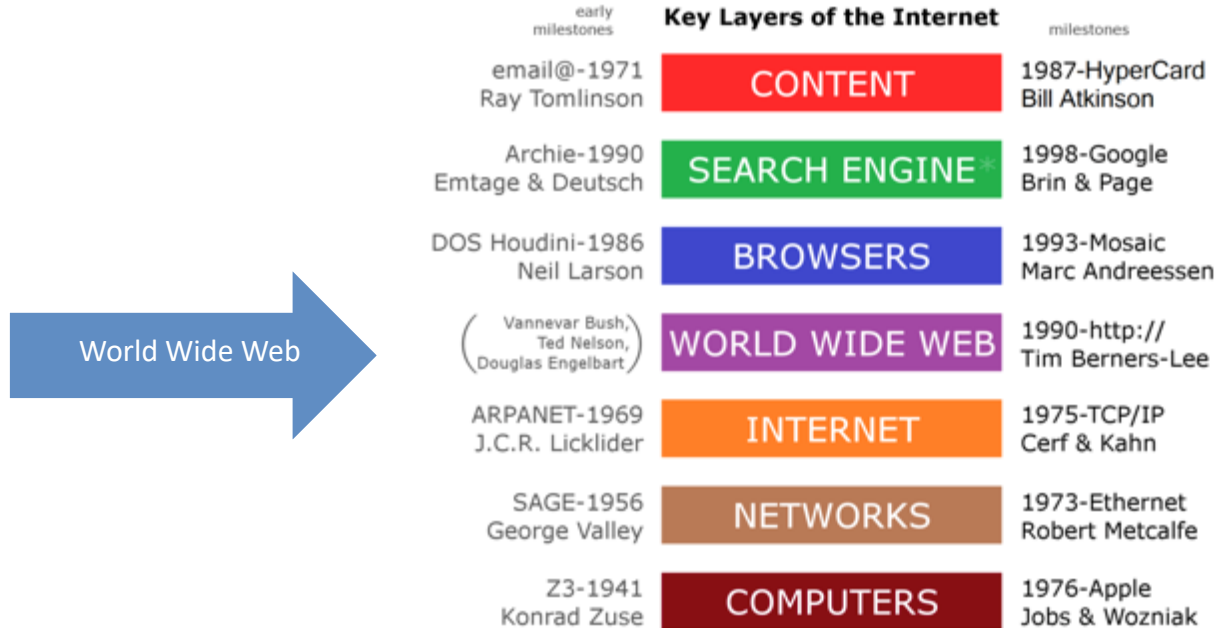 early
milestones
Key Layers of the Internet
milestones
email@-1971
Ray Tomlinson
CONTENT
1987-HyperCard
Bill Atkinson
Archie-1990
Emtage & Deutsch
SEARCH ENGINE*
1998-Google
Brin & Page
DOS Houdini-1986
Neil Larson
BROWSERS
1993-Mosaic
Marc Andreessen
World Wide Web
(Vannevar Bush,
Ted Nelson,
Douglas Engelbart)
WORLD WIDE WEB
1990-http://
Tim Berners-Lee
ARPANET-1969
J.C.R. Licklider
INTERNET
1975-TCP/IP
Cerf & Kahn
SAGE-1956
George Valley
NETWORKS
1973-Ethernet
Robert Metcalfe
Z3-1941
Konrad Zuse
COMPUTERS
1976-Apple
Jobs & Wozniak